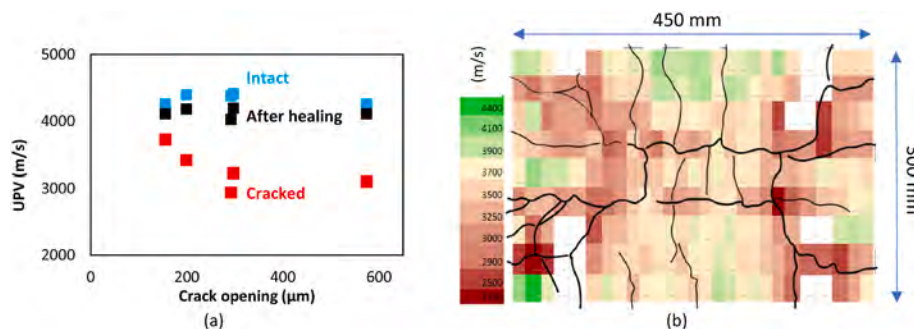 5000
4000
3000
2000
UPV (m/s)
Intact
After healing
Cracked
0
200
400
600
Crack opening (μm)
(a)
450 mm
(m/s)
4400
4100
3900
3700
3500
3250
3000
2900
2500
(b)